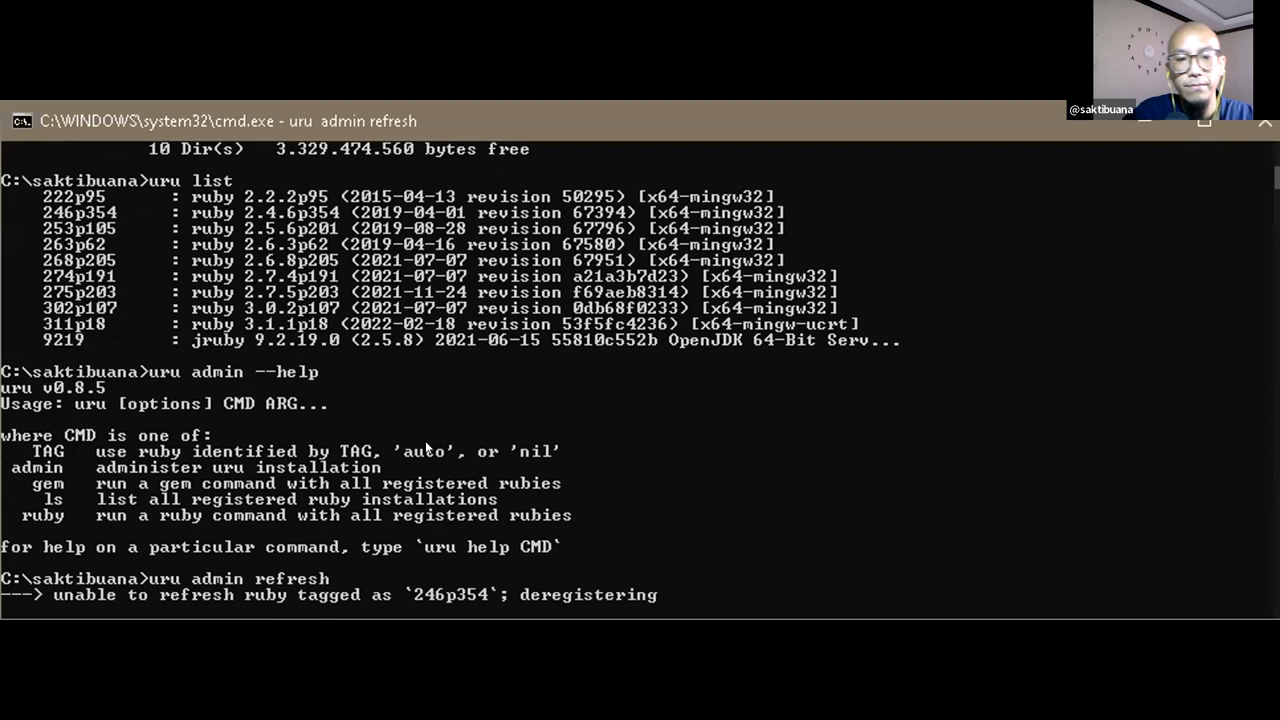 @saktibuana
C:\WINDOWS\system32\cmd.exe - uru  admin refresh
10 Dir(s)   3.329.474.560 bytes free
C:\saktibuana>uru list
222p95      : ruby 2.2.2p95 (2015-04-13 revision 50295) [x64-mingw32]
246p354     : ruby 2.4.6p354 (2019-04-01 revision 67394) [x64-mingw32]
253p105     : ruby 2.5.6p201 (2019-08-28 revision 67796) [x64-mingw32]
263p62      : ruby 2.6.3p62 (2019-04-16 revision 67580) [x64-mingw32]
268p205     : ruby 2.6.8p205 (2021-07-07 revision 67951) [x64-mingw32]
274p191     : ruby 2.7.4p191 (2021-07-07 revision a21a3b7d23) [x64-mingw32]
275p203     : ruby 2.7.5p203 (2021-11-24 revision f69aeb8314) [x64-mingw32]
302p107     : ruby 3.0.2p107 (2021-07-07 revision 0db68f0233) [x64-mingw32]
311p18      : ruby 3.1.1p18 (2022-02-18 revision 53f5fc4236) [x64-mingw-ucrt]
9219        : jruby 9.2.19.0 (2.5.8) 2021-06-15 55810c552b OpenJDK 64-Bit Serv...
C:\saktibuana>uru admin --help
uru v0.8.5
Usage: uru [options] CMD ARG...
where CMD is one of:
TAG   use ruby identified by TAG, 'auto', or 'nil'
admin   administer uru installation
gem   run a gem command with all registered rubies
ls   list all registered ruby installations
ruby   run a ruby command with all registered rubies
for help on a particular command, type `uru help CMD`
C:\saktibuana>uru admin refresh
---> unable to refresh ruby tagged as `246p354`; deregistering